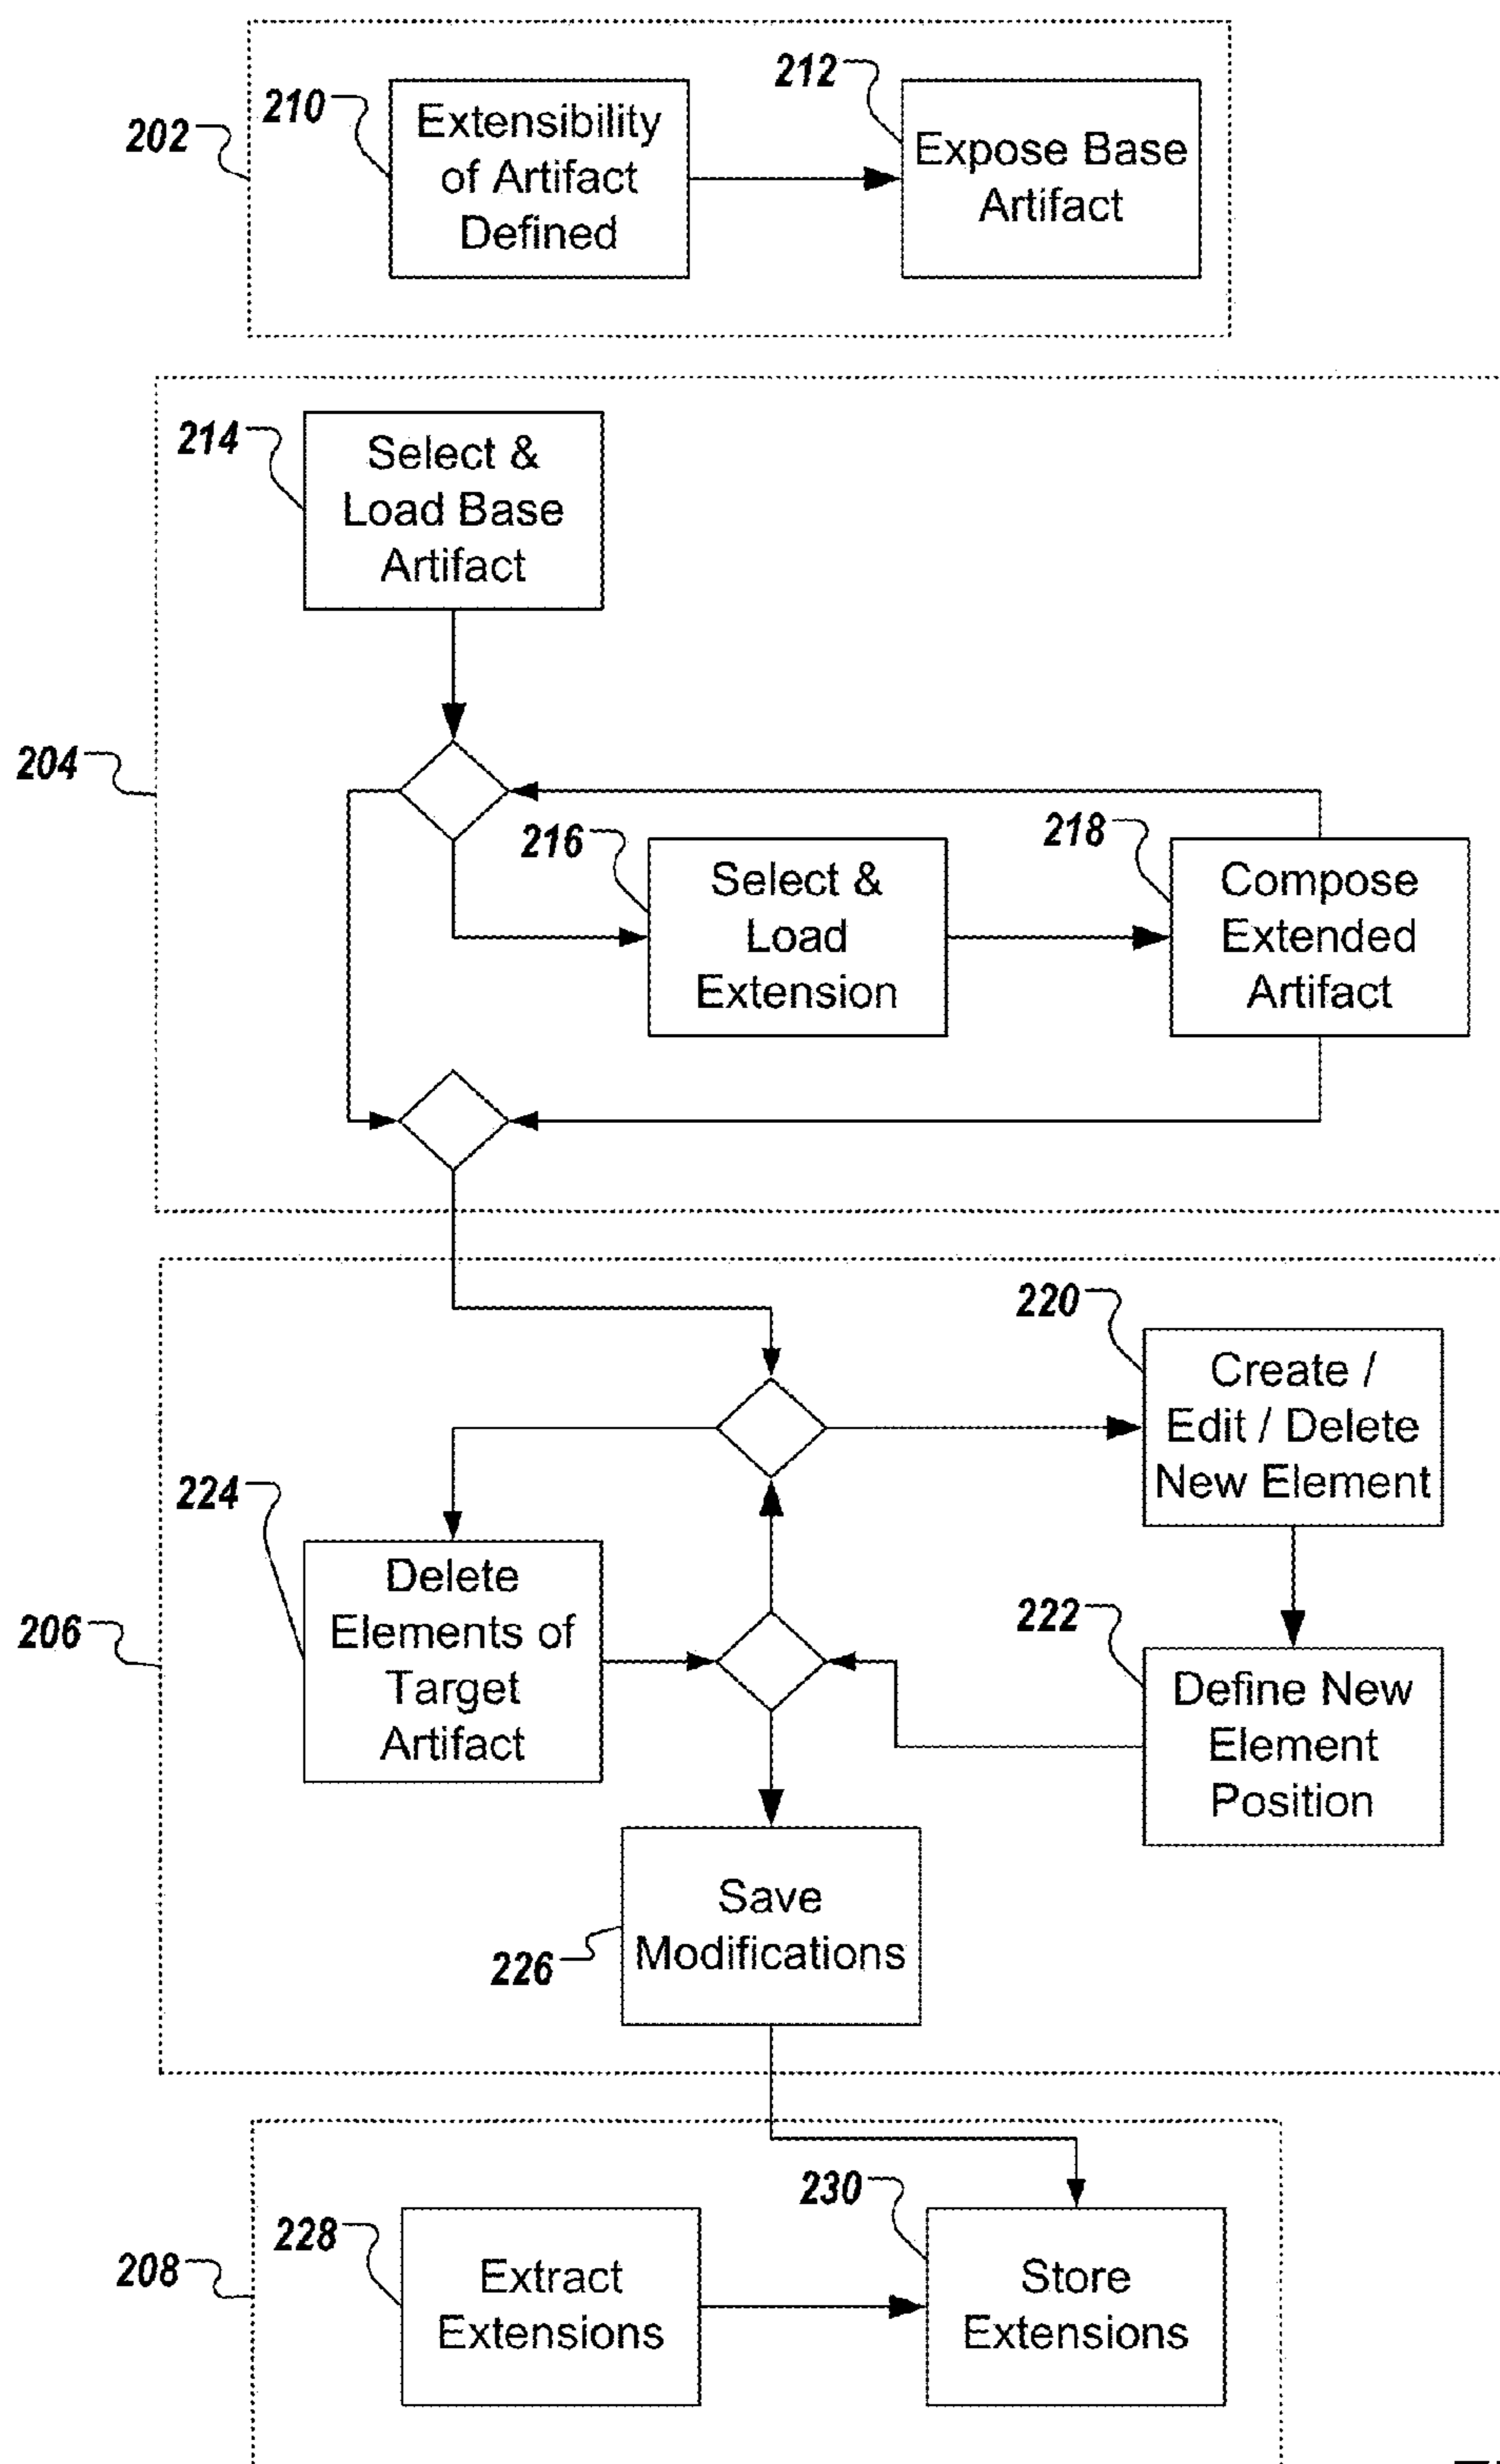 202
210
Extensibility
of Artifact
Defined
212
Expose Base
Artifact
204
214
Select &
Load Base
Artifact
216
Select &
Load
Extension
218
Compose
Extended
Artifact
206
220
Create /
Edit / Delete
New Element
224
Delete
Elements of
Target
Artifact
222
Define New
Element
Position
226
Save
Modifications
208
228
Extract
Extensions
230
Store
Extensions